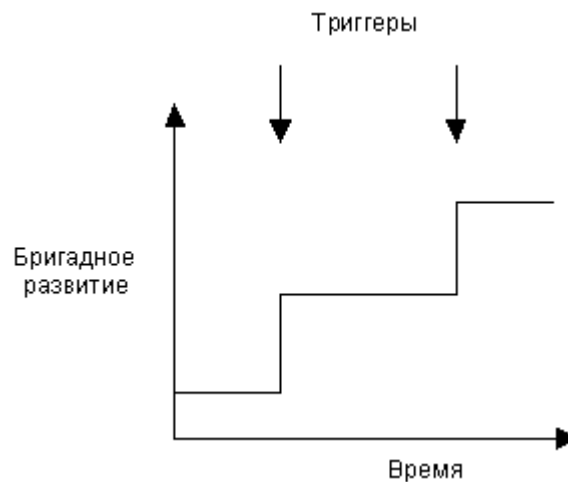 Триггеры
Бригадное
развитие
Время